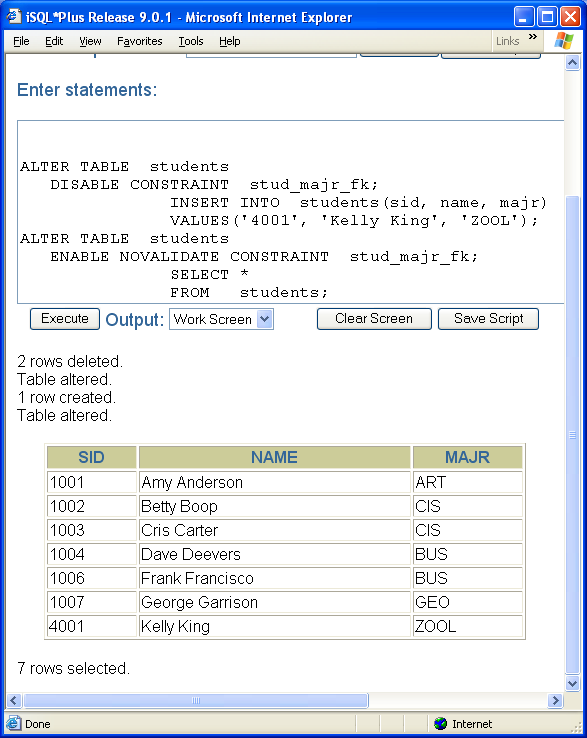 iSQL*Plus Release 9.0.1 - Microsoft Internet Explorer
File Edit View Favorites Tools Help Links »
Enter statements:
ALTER TABLE students
DISABLE CONSTRAINT stud_majr_fk;
INSERT INTO students(sid, name, majr)
VALUES('4001', 'Kelly King', 'ZOOL');
ALTER TABLE students
ENABLE NOVALIDATE CONSTRAINT stud_majr_fk;
SELECT *
FROM students;
Execute Output: Work Screen Clear Screen Save Script
2 rows deleted.
Table altered.
1 row created.
Table altered.
SID NAME MAJR
1001 Amy Anderson ART
1002 Betty Boop CIS
1003 Cris Carter CIS
1004 Dave Deevers BUS
1006 Frank Francisco BUS
1007 George Garrison GEO
4001 Kelly King ZOOL
7 rows selected.
Done Internet